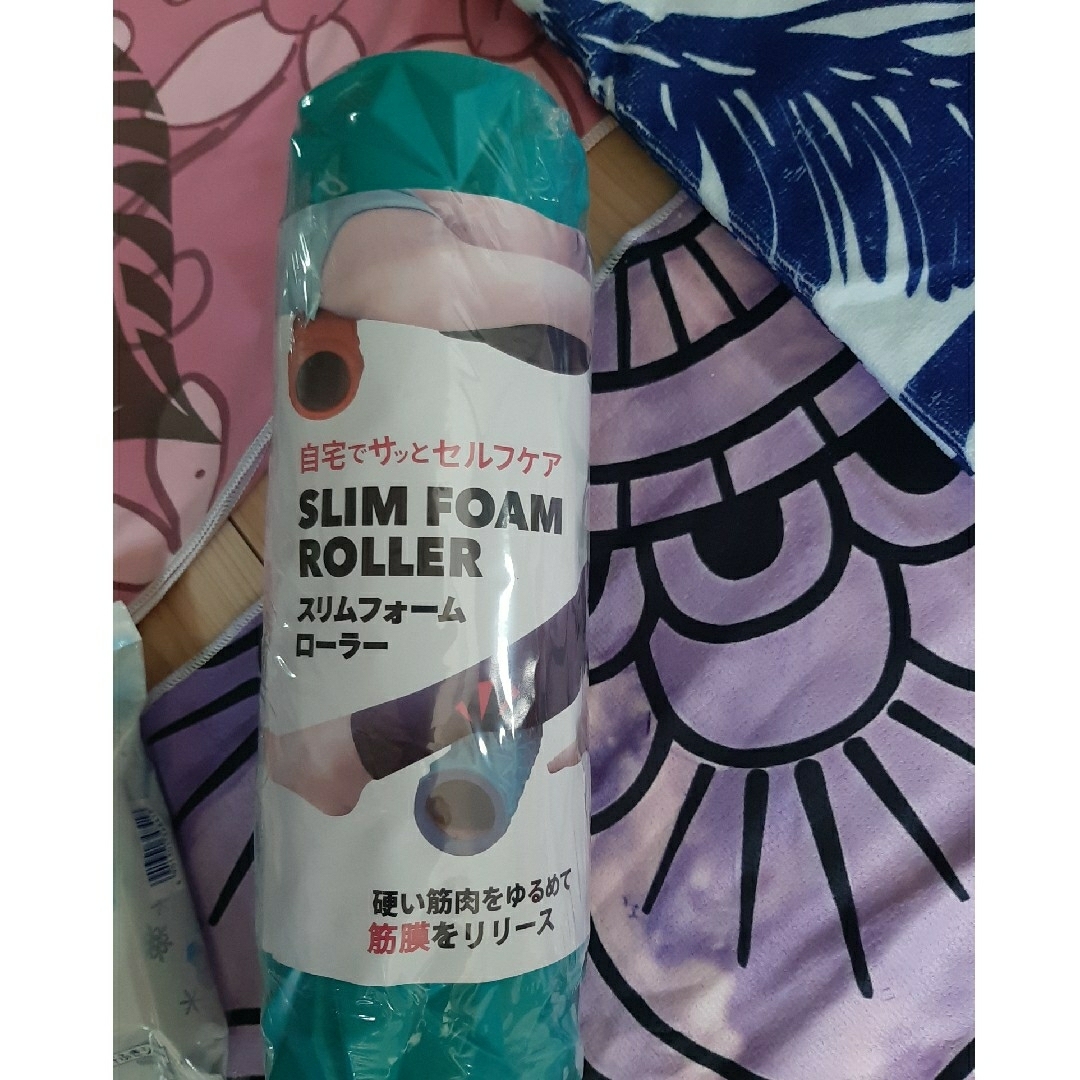 自宅でサッとセルフケア
SLIM FOAM
ROLLER
スリムフォーム
ローラー
硬い筋肉をゆるめて
筋膜をリリース